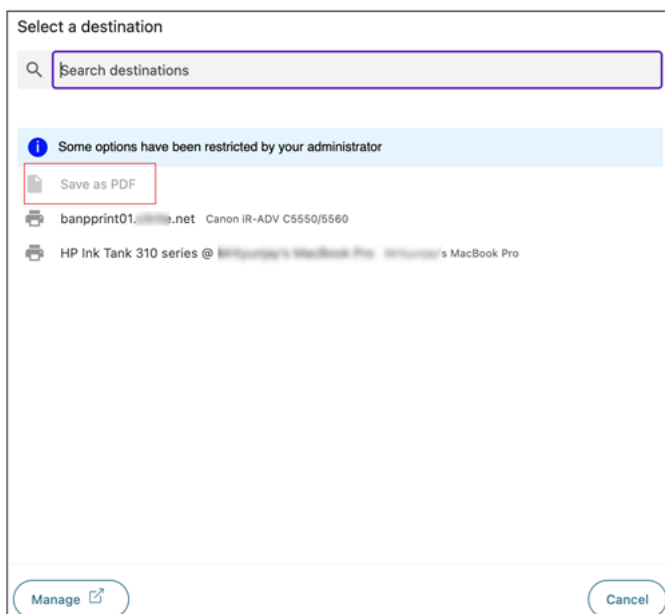 Select a destination
Search destinations
Some options have been restricted by your administrator
Save as PDF
banpprint01. .net Canon iR-ADV C5550/5560
HP Ink Tank 310 series @ 's MacBook Pro
Manage
Cancel